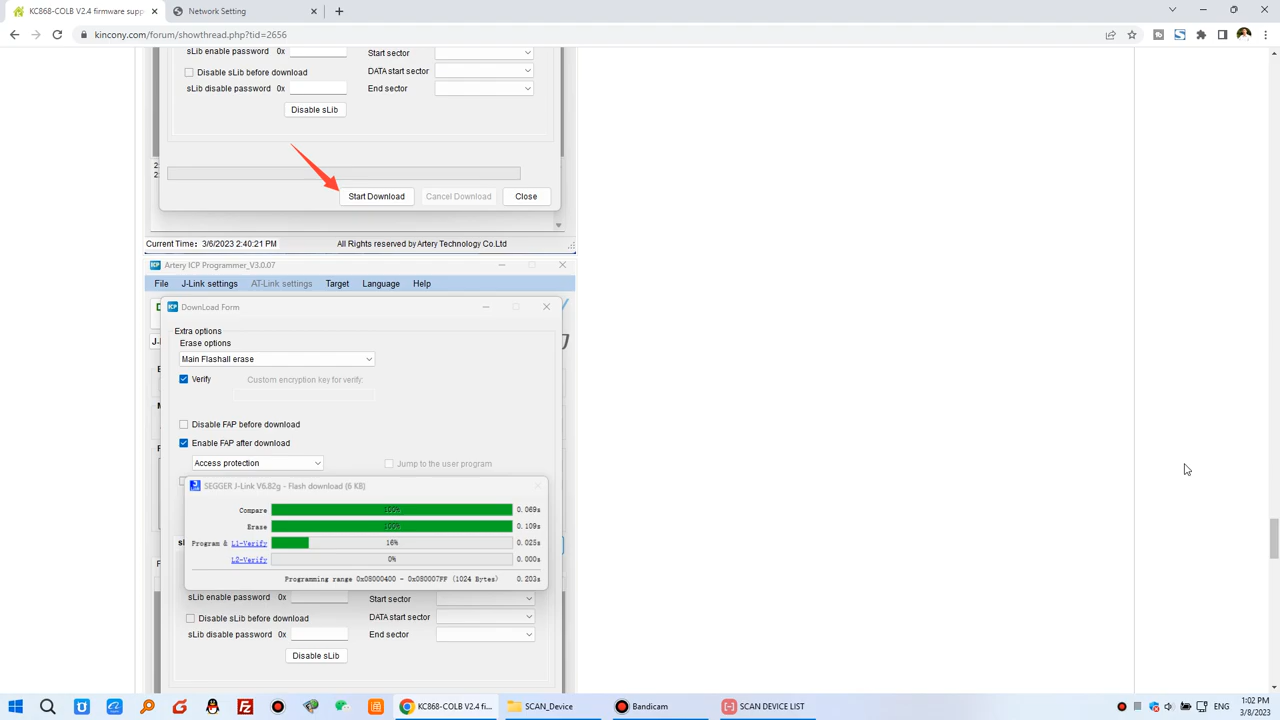 KC868-COLB V2.4 firmware supp
Network Setting
kincony.com/forum/showthread.php?tid=2656
sLib enable password 0x
Start sector
Disable sLib before download
DATA start sector
sLib disable password 0x
End sector
Disable sLib
Start Download
Cancel Download
Close
Current Time: 3/6/2023 2:40:21 PM
All Rights reserved by Artery Technology Co.Ltd
Artery ICP Programmer_V3.0.07
File J-Link settings AT-Link settings Target Language Help
DownLoad Form
Extra options
Erase options
Main Flashall erase
Verify
Custom encryption key for verify:
Disable FAP before download
Enable FAP after download
Access protection
Jump to the user program
SEGGER J-Link V6.82g - Flash download (6 KB)
Compare 100% 0.069s
Erase 100% 0.109s
Program & L1-Verify 16% 0.025s
L2-Verify 0% 0.000s
Programming range 0x08000400 - 0x080007FF (1024 Bytes) 0.203s
sLib enable password 0x
Start sector
Disable sLib before download
DATA start sector
sLib disable password 0x
End sector
Disable sLib
KC868-COLB V2.4 fi...
SCAN_Device
Bandicam
SCAN DEVICE LIST
ENG
1:02 PM
3/8/2023